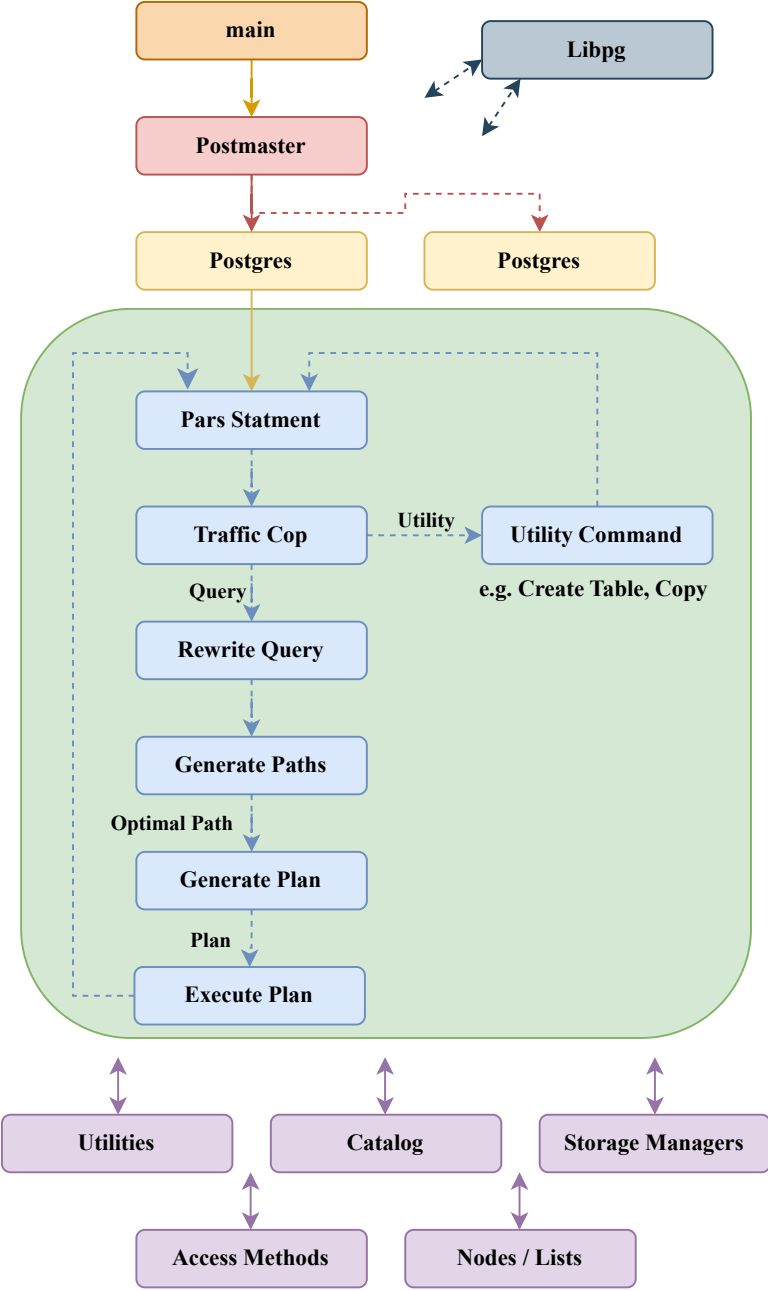 main
Libpg
Postmaster
Postgres
Postgres
Pars Statment
Traffic Cop
Utility
Utility Command
e.g. Create Table, Copy
Query
Rewrite Query
Generate Paths
Optimal Path
Generate Plan
Plan
Execute Plan
Utilities
Catalog
Storage Managers
Access Methods
Nodes / Lists